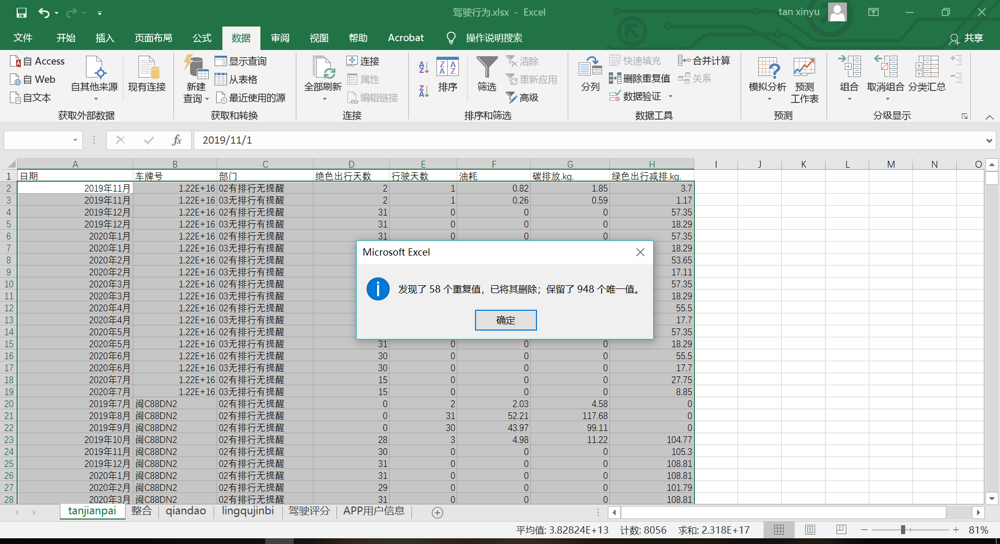 驾驶行为.xlsx - Excel
tan xinyu
文件 开始 插入 页面布局 公式 数据 审阅 视图 帮助 Acrobat 操作说明搜索 共享
自 Access
自 Web
自文本
自其他来源
现有连接
获取外部数据
新建
查询
显示查询
从表格
最近使用的源
获取和转换
全部刷新
连接
属性
编辑链接
连接
排序
筛选
清除
重新应用
高级
排序和筛选
分列
快速填充
删除重复值
数据验证
合并计算
关系
数据工具
模拟分析
预测
工作表
预测
组合
取消组合
分类汇总
分级显示
fx 2019/11/1
A B C D E F G H I J K L M N O
1 日期 车牌号 部门 绝色出行天数 行驶天数 油耗 碳排放.kg. 绿色出行减排.kg.
2 2019年11月 1.22E+16 02有排行无提醒 2 1 0.82 1.85 3.7
3 2019年11月 1.22E+16 03无排行有提醒 2 1 0.26 0.59 1.17
4 2019年12月 1.22E+16 02有排行无提醒 31 0 0 0 57.35
5 2019年12月 1.22E+16 03无排行有提醒 31 0 0 0 18.29
6 2020年1月 1.22E+16 02有排行无提醒 31 0 0 0 57.35
7 2020年1月 1.22E+16 03无排行有提醒 18.29
8 2020年2月 1.22E+16 02有排行无提醒 53.65
9 2020年2月 1.22E+16 03无排行有提醒 17.11
10 2020年3月 1.22E+16 02有排行无提醒 57.35
11 2020年3月 1.22E+16 03无排行有提醒 18.29
12 2020年4月 1.22E+16 02有排行无提醒 55.5
13 2020年4月 1.22E+16 03无排行有提醒 17.7
14 2020年5月 1.22E+16 02有排行无提醒 57.35
15 2020年5月 1.22E+16 03无排行有提醒 31 0 0 0 18.29
16 2020年6月 1.22E+16 02有排行无提醒 30 0 0 0 55.5
17 2020年6月 1.22E+16 03无排行有提醒 30 0 0 0 17.7
18 2020年7月 1.22E+16 02有排行无提醒 15 0 0 0 27.75
19 2020年7月 1.22E+16 03无排行有提醒 15 0 0 0 8.85
20 2019年7月 闽C88DN2 02有排行无提醒 0 2 2.03 4.58 0
21 2019年8月 闽C88DN2 02有排行无提醒 0 31 52.21 117.68 0
22 2019年9月 闽C88DN2 02有排行无提醒 0 30 43.97 99.11 0
23 2019年10月 闽C88DN2 02有排行无提醒 28 3 4.98 11.22 104.77
24 2019年11月 闽C88DN2 02有排行无提醒 30 0 0 0 105.3
25 2019年12月 闽C88DN2 02有排行无提醒 31 0 0 0 108.81
26 2020年1月 闽C88DN2 02有排行无提醒 31 0 0 0 108.81
27 2020年2月 闽C88DN2 02有排行无提醒 29 0 0 0 101.79
28 2020年3月 闽C88DN2 02有排行无提醒 31 0 0 0 108.81
Microsoft Excel
发现了 58 个重复值，已将其删除；保留了 948 个唯一值。
确定
tanjianpai 整合 qiandao lingqujinbi 驾驶评分 APP用户信息
平均值: 3.82824E+13 计数: 8056 求和: 2.318E+17 81%